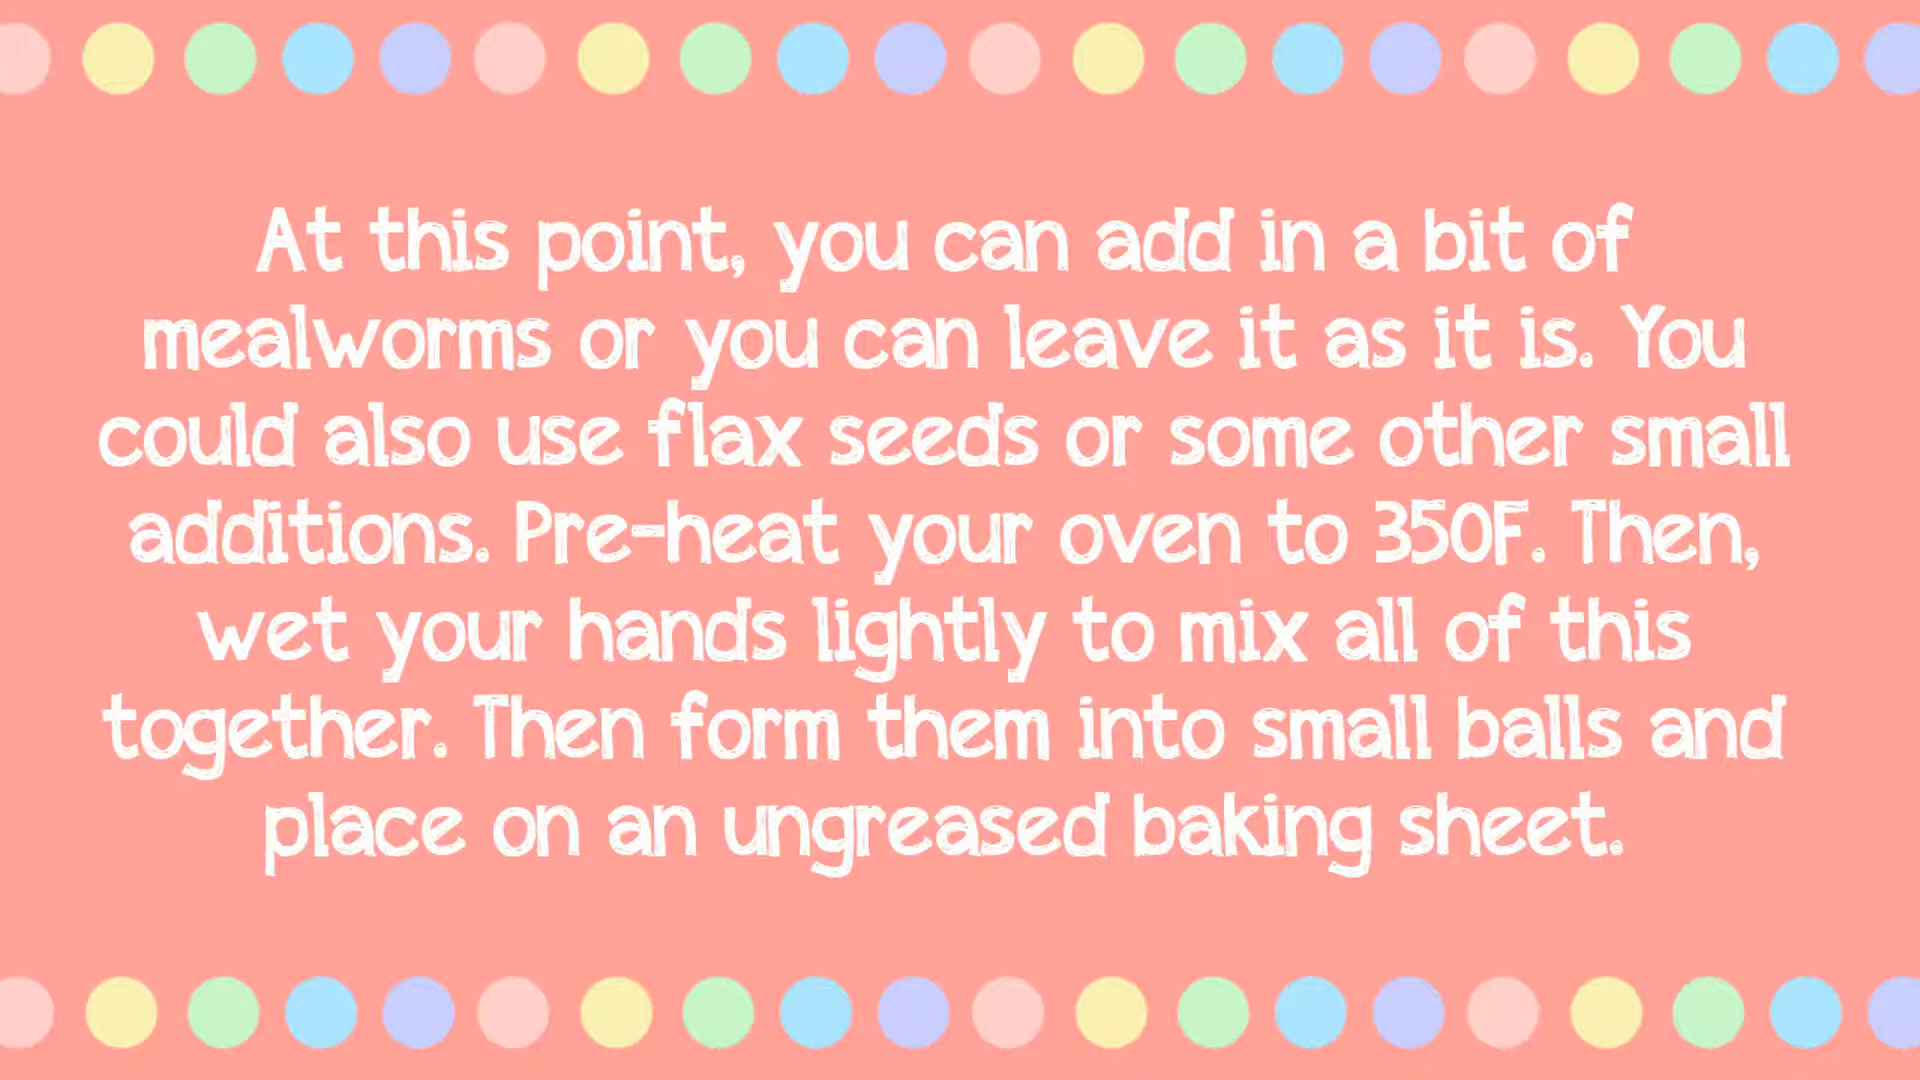 At this point, you can add in a bit of
mealworms or you can leave it as it is. You
could also use flax seeds or some other small
additions. Pre-heat your oven to 350F. Then,
wet your hands lightly to mix all of this
together. Then form them into small balls and
place on an ungreased baking sheet.